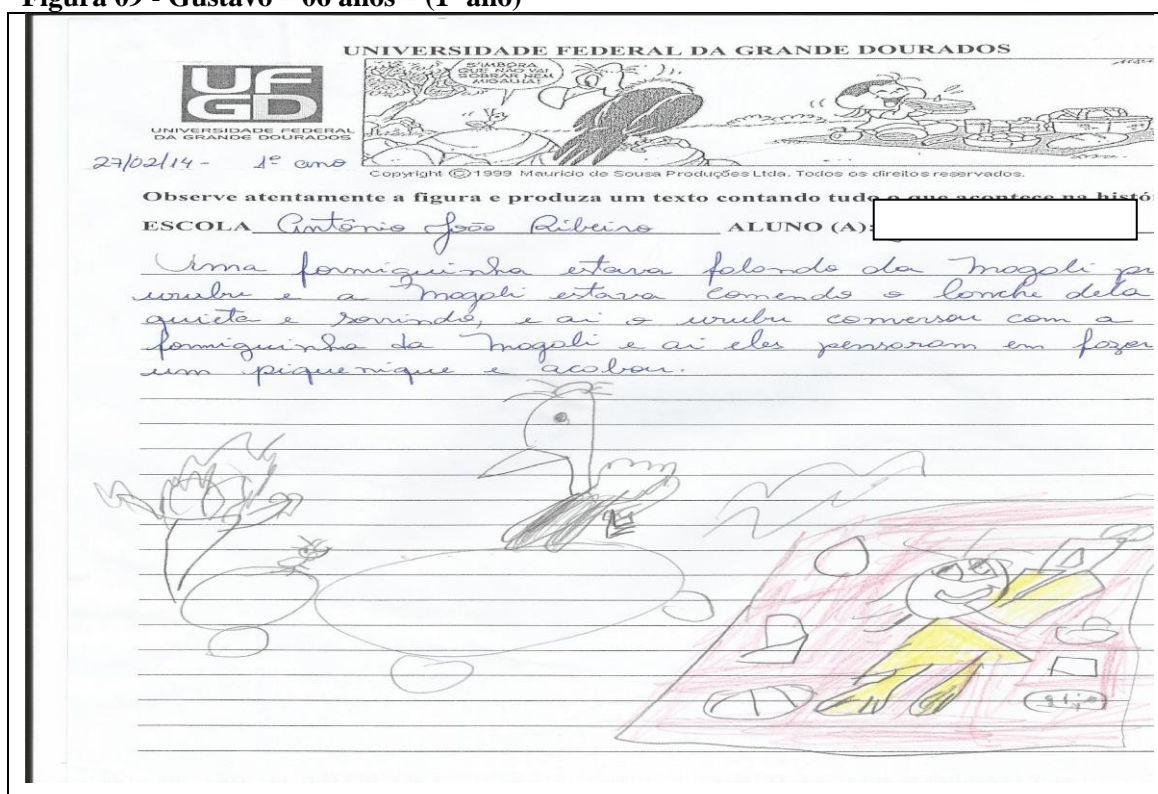 Figura 09 - Gustavo – 06 anos – (1º ano)
UNIVERSIDADE FEDERAL DA GRANDE DOURADOS
UFGD
UNIVERSIDADE FEDERAL
DA GRANDE DOURADOS
S'IMBORA
QUE NÃO VAI
SOBRAR NEM
MIGALHA!
27/02/14 - 1º ano
Copyright © 1999 Mauricio de Sousa Produções Ltda. Todos os direitos reservados.
Observe atentamente a figura e produza um texto contando tudo o que acontece na histó
ESCOLA Antônio João Ribeiro ALUNO (A):
Uma formiguinha estava falando da Magali p
urubu e a Magali estava comendo o lanche dela
quieta e sorrindo, e aí o urubu conversou com a
formiguinha da Magali e aí eles pensaram em fazer
um piquenique e acabou.